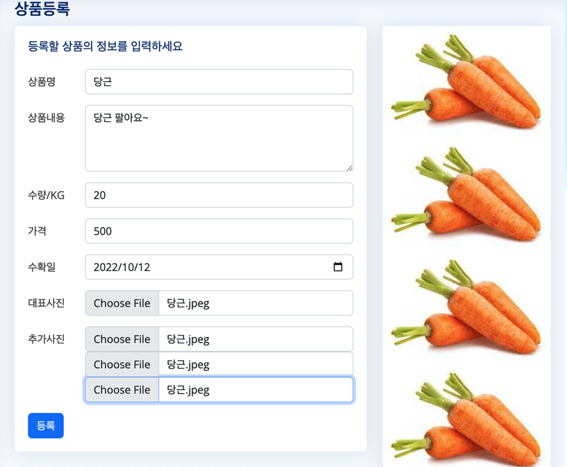 상품등록
등록할 상품의 정보를 입력하세요
상품명 당근
상품내용 당근 팔아요~
수량/KG 20
가격 500
수확일 2022/10/12
대표사진 Choose File 당근.jpeg
추가사진 Choose File 당근.jpeg
Choose File 당근.jpeg
Choose File 당근.jpeg
등록